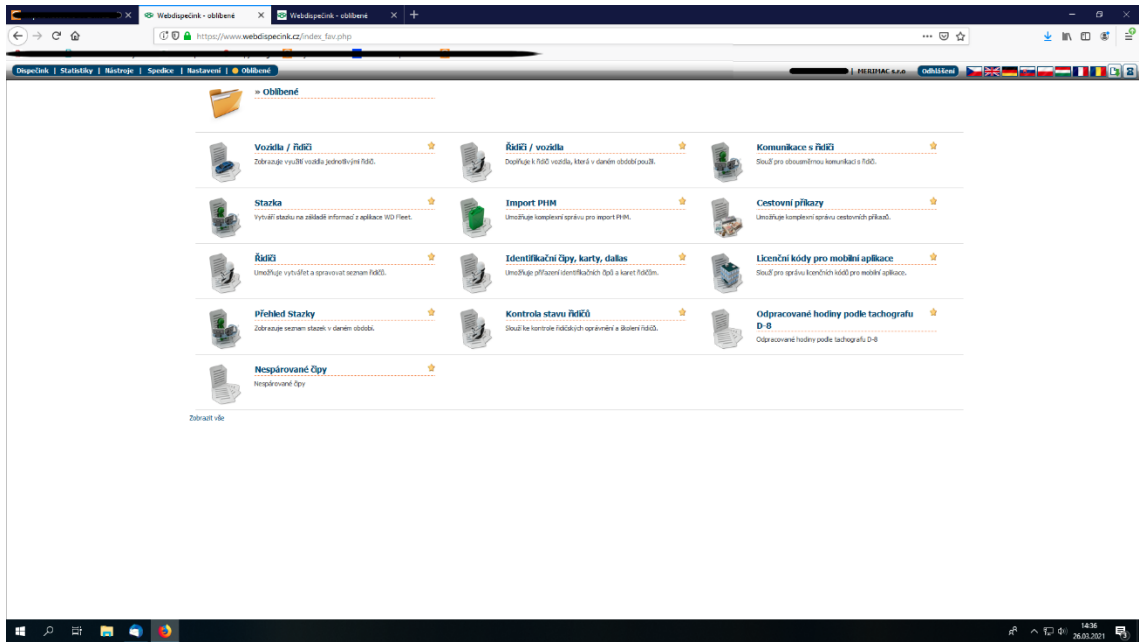 Webdispečink - oblíbené
Webdispečink - oblíbené
https://www.webdispecink.cz/index_fav.php
Dispečink | Statistiky | Nástroje | Spedice | Nastavení | Oblíbené
| MERIMAC s.r.o
Odhlášení
» Oblíbené
Vozidla / řidiči
Zobrazuje využití vozidla jednotlivými řidiči.
Řidiči / vozidla
Doplňuje k řidiči vozidla, která v daném období použil.
Komunikace s řidiči
Slouží pro obousměrnou komunikaci s řidiči.
Stazka
Vytváří stazku na základě informací z aplikace WD Fleet.
Import PHM
Umožňuje komplexní správu pro import PHM.
Cestovní příkazy
Umožňuje komplexní správu cestovních příkazů.
Řidiči
Umožňuje vytvářet a spravovat seznam řidičů.
Identifikační čipy, karty, dallas
Umožňuje přiřazení identifikačních čipů a karet řidičům.
Licenční kódy pro mobilní aplikace
Slouží pro správu licenčních kódů pro mobilní aplikace.
Přehled Stazky
Zobrazuje seznam stazek v daném období.
Kontrola stavu řidičů
Slouží ke kontrole řidičských oprávnění a školení řidičů.
Odpracované hodiny podle tachografu
D-8
Odpracované hodiny podle tachografu D-8
Nespárované čipy
Nespárované čipy
Zobrazit vše
14:36
26.03.2021